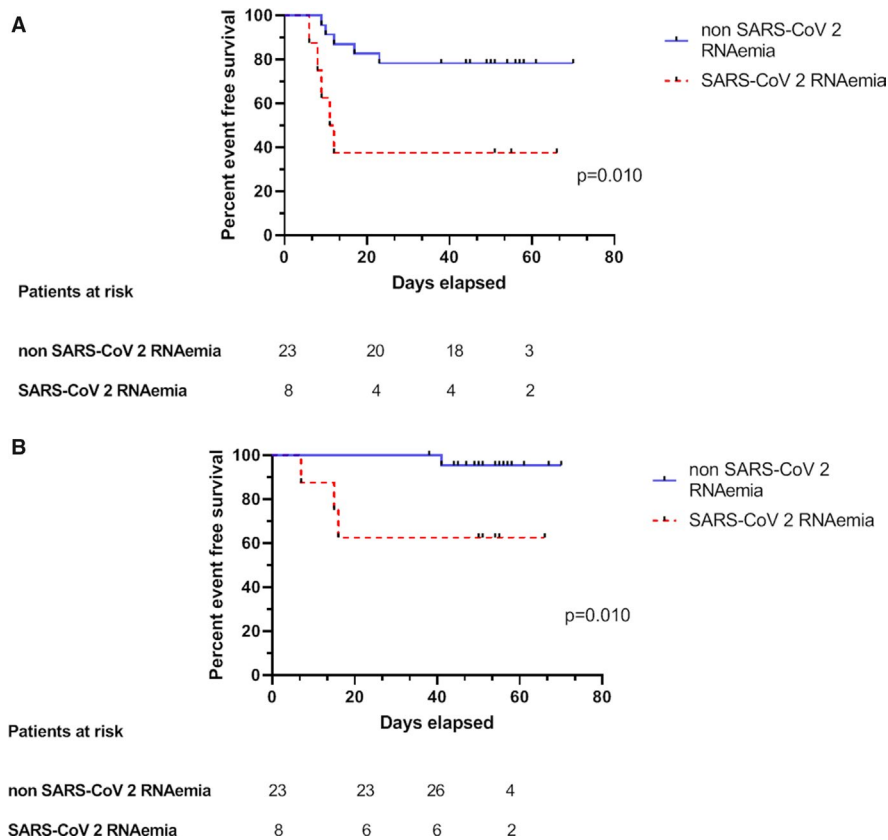 A
Percent event free survival
100
80
60
40
20
0
0 20 40 60 80
Days elapsed
non SARS-CoV 2
RNAemia
SARS-CoV 2 RNAemia
p=0.010
Patients at risk
non SARS-CoV 2 RNAemia 23 20 18 3
SARS-CoV 2 RNAemia 8 4 4 2
B
Percent event free survival
100
80
60
40
20
0
0 20 40 60 80
Days elapsed
non SARS-CoV 2
RNAemia
SARS-CoV 2 RNAemia
p=0.010
Patients at risk
non SARS-CoV 2 RNAemia 23 23 26 4
SARS-CoV 2 RNAemia 8 6 6 2